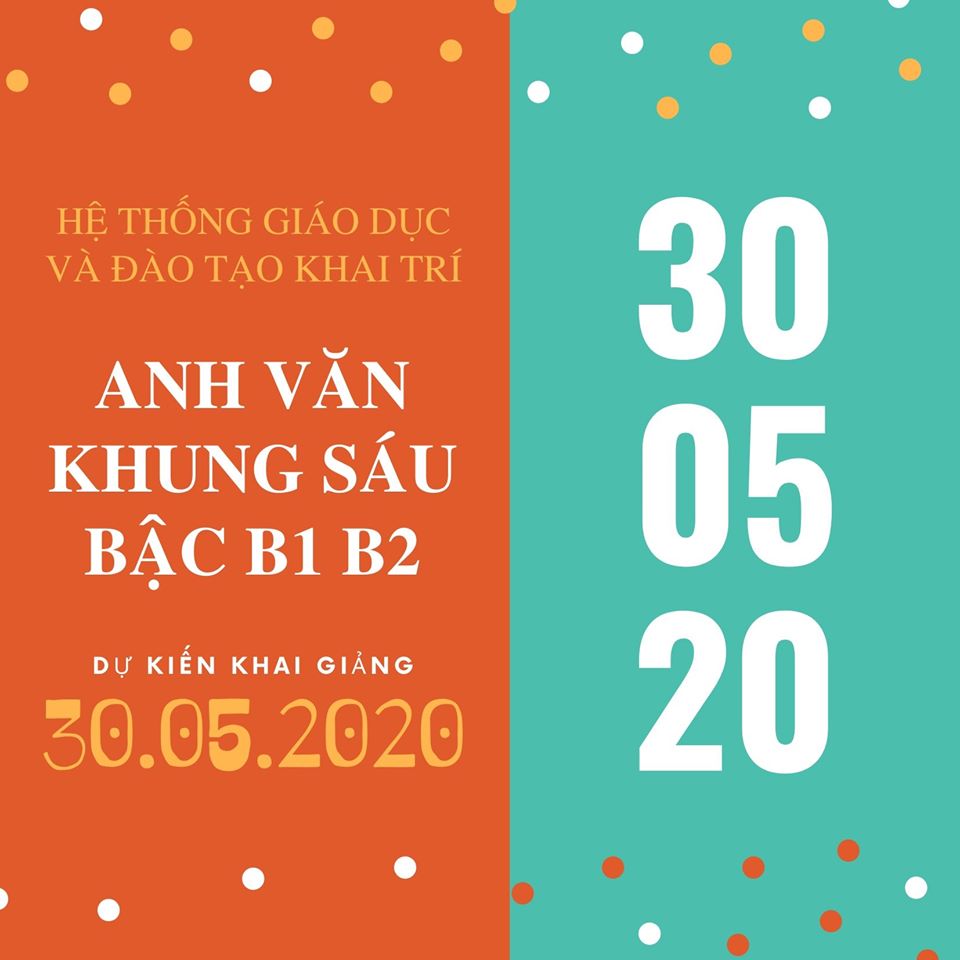 HỆ THỐNG GIÁO DỤC
VÀ ĐÀO TẠO KHAI TRÍ
ANH VĂN
KHUNG SÁU
BẬC B1 B2
DỰ KIẾN KHAI GIẢNG
30.05.2020
30
05
20